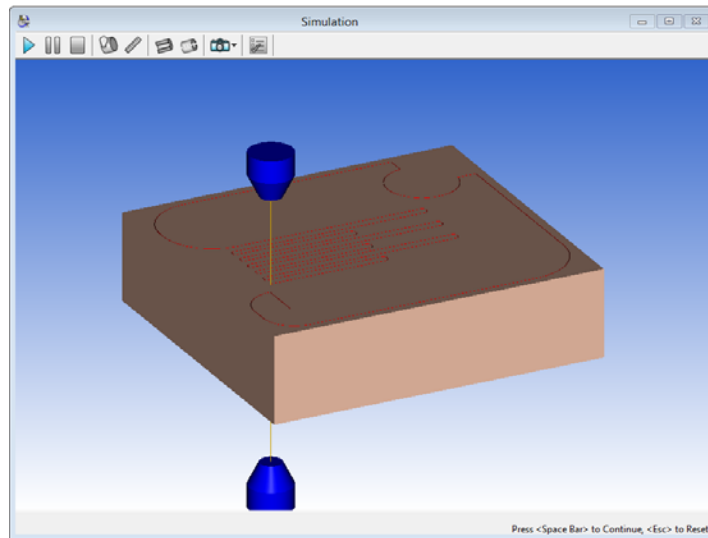 Simulation
Press <Space Bar> to Continue, <Esc> to Reset